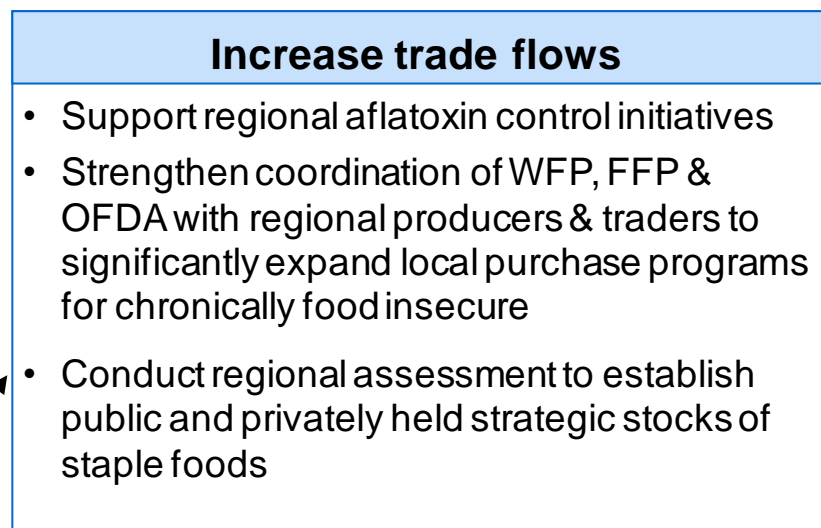 Increase trade flows
• Support regional aflatoxin control initiatives
• Strengthen coordination of WFP, FFP &
OFDA with regional producers & traders to
significantly expand local purchase programs
for chronically food insecure
• Conduct regional assessment to establish
public and privately held strategic stocks of
staple foods